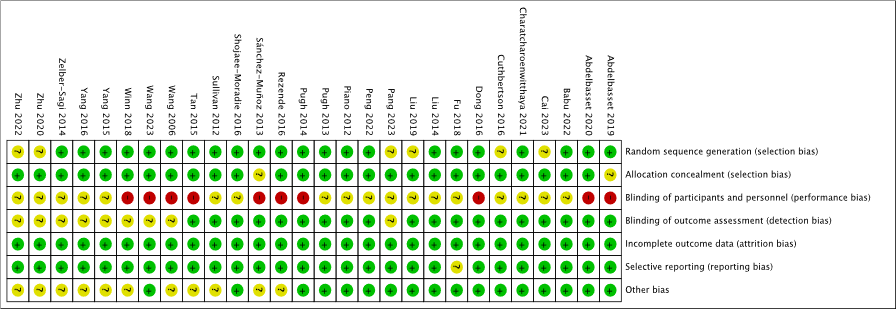 Zhu 2022
Zhu 2020
Zelber-Sagi 2014
Yang 2016
Yang 2015
Winn 2018
Wang 2023
Wang 2006
Tan 2015
Sullivan 2012
Shojaee-Moradie 2016
Sánchez-Muñoz 2013
Rezende 2016
Pugh 2014
Pugh 2013
Piano 2012
Peng 2022
Pang 2023
Liu 2019
Liu 2014
Fu 2018
Dong 2016
Cuthbertson 2016
Charatcharoenwitthaya 2021
Cai 2023
Babu 2022
Abdelbasset 2020
Abdelbasset 2019
Random sequence generation (selection bias)
Allocation concealment (selection bias)
Blinding of participants and personnel (performance bias)
Blinding of outcome assessment (detection bias)
Incomplete outcome data (attrition bias)
Selective reporting (reporting bias)
Other bias